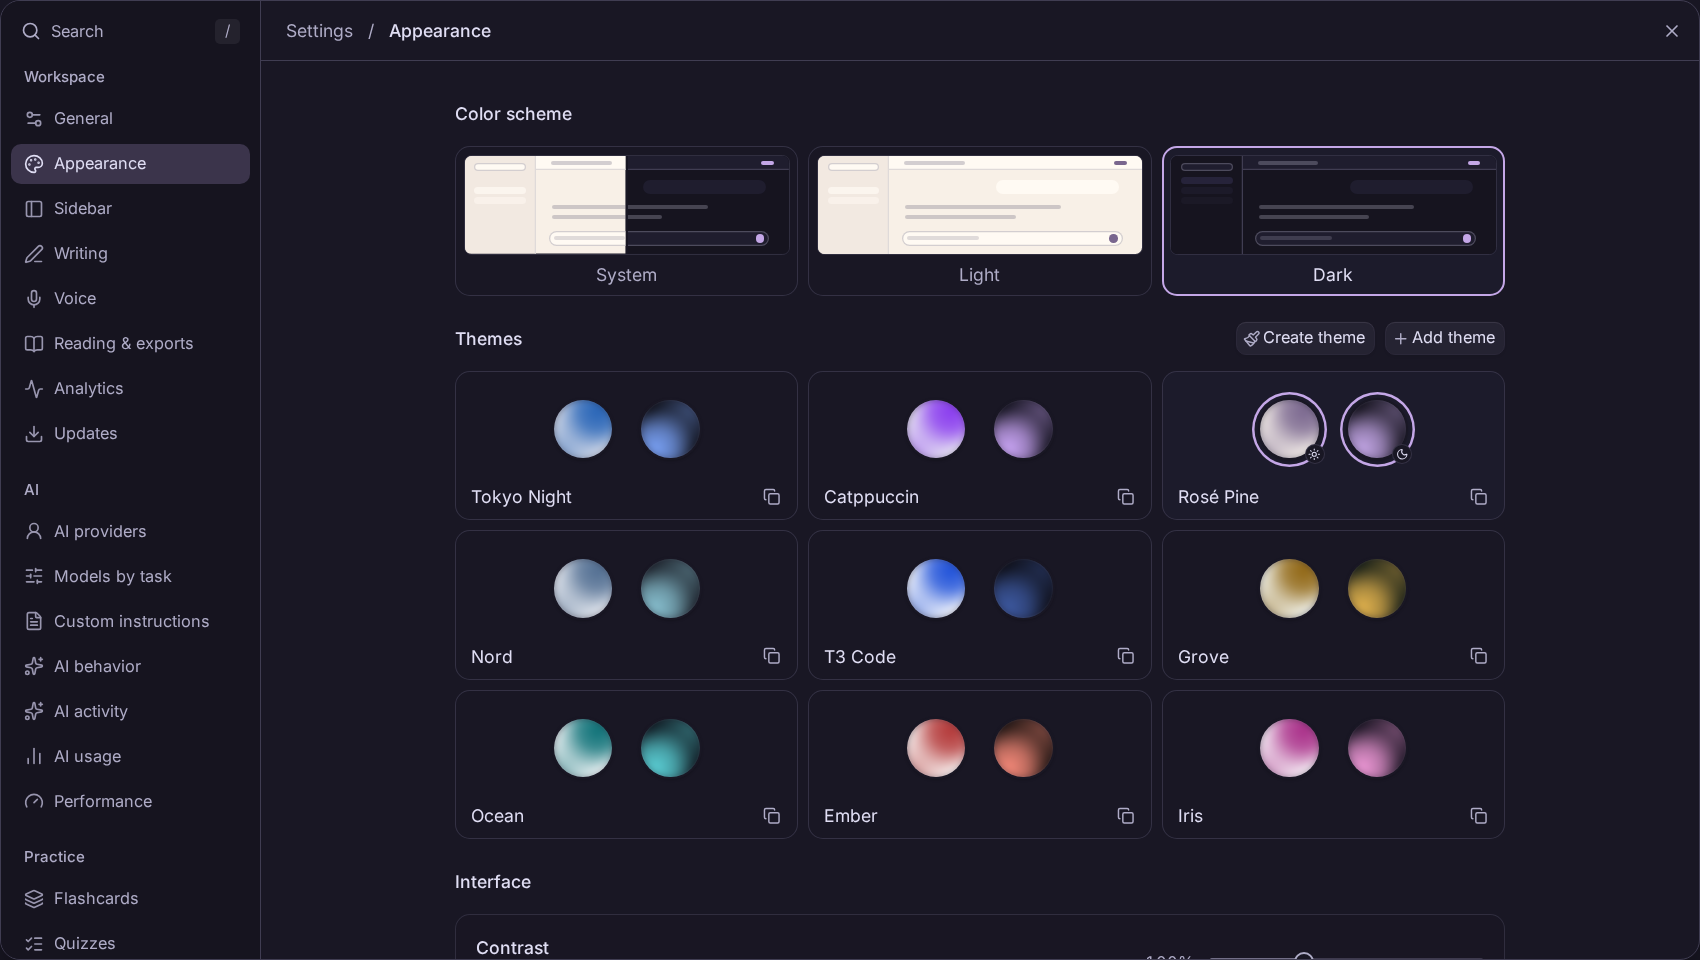 Search /
Workspace
General
Appearance
Sidebar
Writing
Voice
Reading & exports
Analytics
Updates
AI
AI providers
Models by task
Custom instructions
AI behavior
AI activity
AI usage
Performance
Practice
Flashcards
Quizzes
Settings / Appearance
Color scheme
System
Light
Dark
Themes
Create theme
Add theme
Tokyo Night
Catppuccin
Rosé Pine
Nord
T3 Code
Grove
Ocean
Ember
Iris
Interface
Contrast